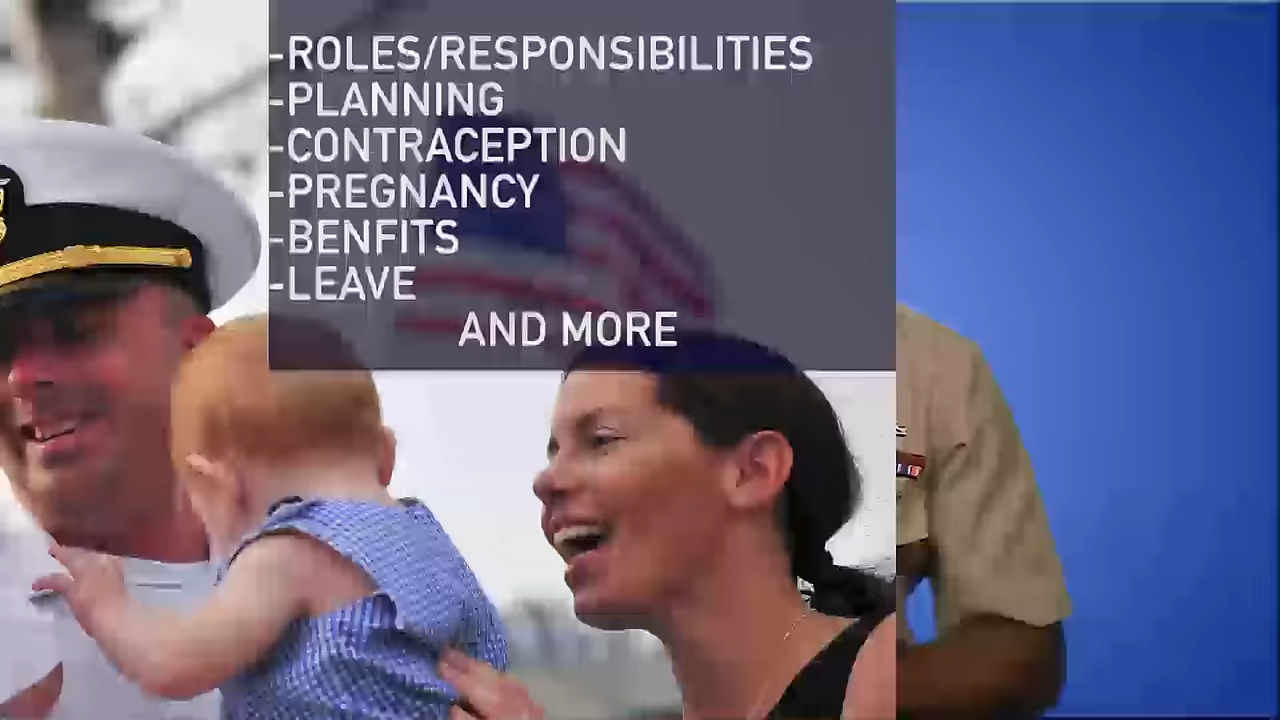 -ROLES/RESPONSIBILITIES
-PLANNING
-CONTRACEPTION
-PREGNANCY
-BENFITS
-LEAVE
AND MORE